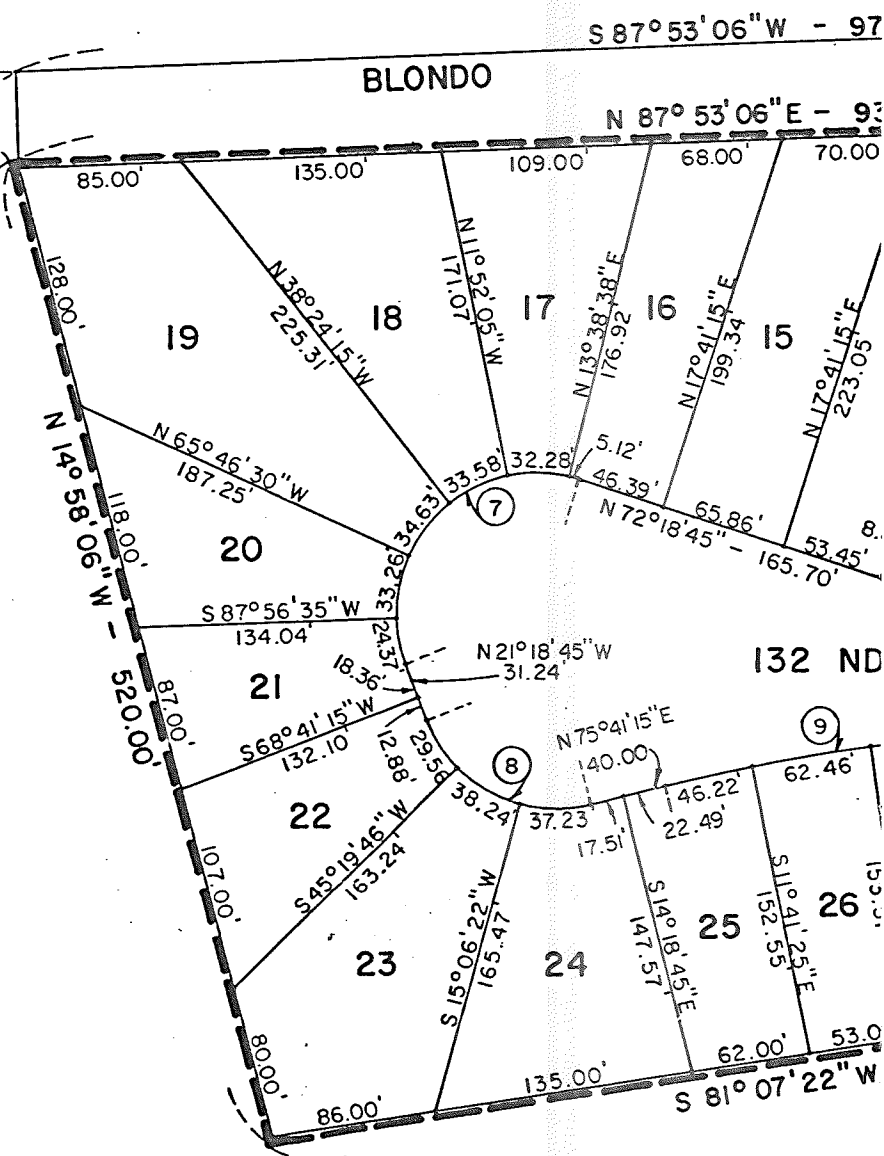 S 87° 53' 06" W - 97
BLONDO
N 87° 53' 06" E - 93
85.00'
135.00'
109.00'
68.00'
70.00
128.00'
N 38° 24' 15" W
225.31'
N 11° 52' 05" W
171.07'
N 13° 38' 38" E
176.92'
N 17° 41' 15" E
199.34'
N 17° 41' 15" E
223.05'
19
18
17
16
15
N 14° 58' 06" W - 520.00'
N 65° 46' 30" W
187.25'
34.63'
33.58'
32.28'
5.12'
46.39'
65.86'
53.45'
8.
7
N 72° 18' 45" - 165.70'
118.00'
20
33.26'
S 87° 56' 35" W
134.04'
24.37'
18.36'
N 21° 18' 45" W
31.24'
132 ND
87.00'
21
S 68° 41' 15" W
132.10'
12.88'
29.56
38.24'
8
37.23
17.51'
N 75° 41' 15" E
40.00
22.49'
46.22'
62.46'
9
107.00'
22
S 45° 19' 46" W
163.24'
23
S 15° 06' 22" W
165.47'
24
S 14° 18' 45" E
147.57'
25
S 11° 41' 25" E
152.55'
26
80.00'
86.00'
135.00'
62.00'
53.0
S 81° 07' 22" W